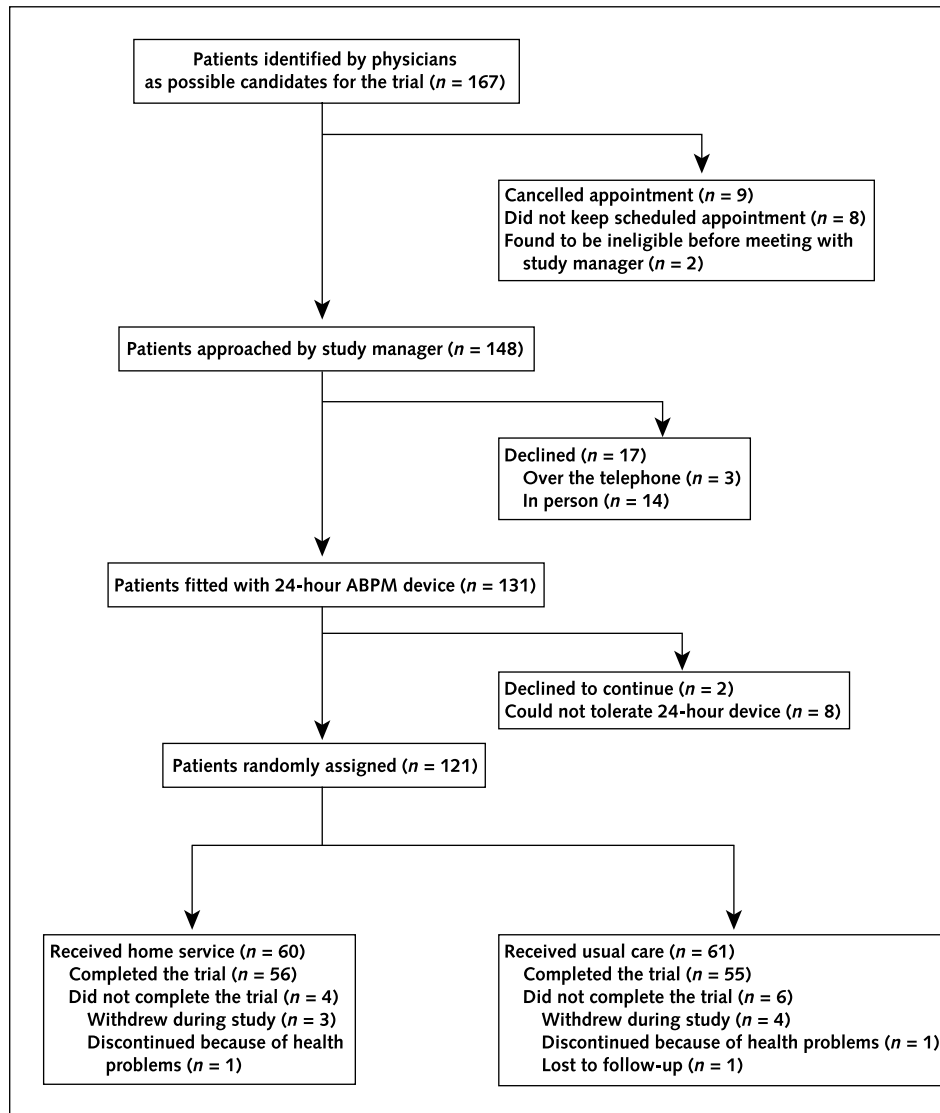 Patients identified by physicians
as possible candidates for the trial (n = 167)
Cancelled appointment (n = 9)
Did not keep scheduled appointment (n = 8)
Found to be ineligible before meeting with
study manager (n = 2)
Patients approached by study manager (n = 148)
Declined (n = 17)
Over the telephone (n = 3)
In person (n = 14)
Patients fitted with 24-hour ABPM device (n = 131)
Declined to continue (n = 2)
Could not tolerate 24-hour device (n = 8)
Patients randomly assigned (n = 121)
Received home service (n = 60)
Completed the trial (n = 56)
Did not complete the trial (n = 4)
Withdrew during study (n = 3)
Discontinued because of health
problems (n = 1)
Received usual care (n = 61)
Completed the trial (n = 55)
Did not complete the trial (n = 6)
Withdrew during study (n = 4)
Discontinued because of health problems (n = 1)
Lost to follow-up (n = 1)